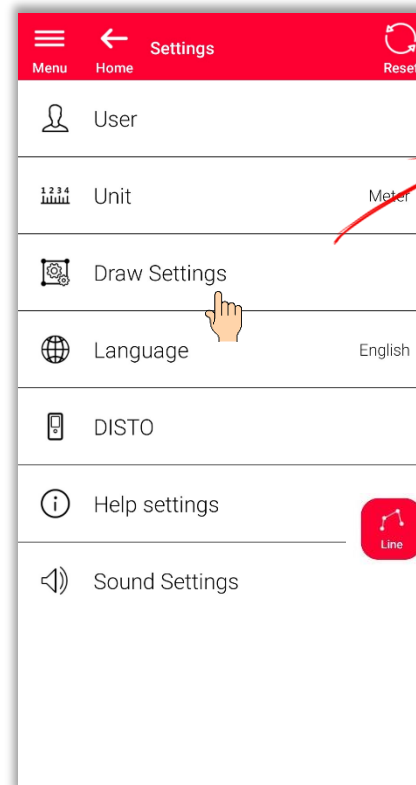 Settings
Menu Home Reset
User
1 2 3 4
Unit Meter
Draw Settings
Language English
DISTO
Help settings
Line
Sound Settings